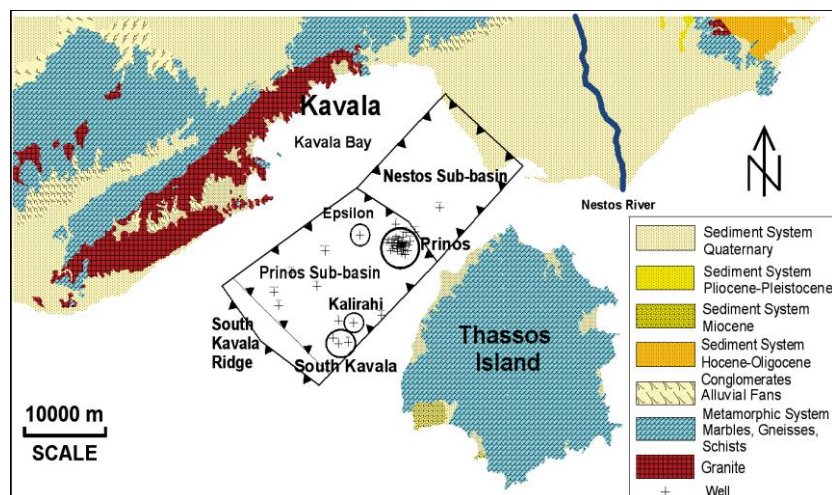 Kavala
Kavala Bay
Nestos Sub-basin
Nestos River
N
Epsilon
Prinos
Prinos Sub-basin
Kalirahi
South
Kavala
Ridge
South Kavala
Thassos
Island
10000 m
SCALE
Sediment System
Quaternary
Sediment System
Pliocene-Pleistocene
Sediment System
Miocene
Sediment System
Hocene-Oligocene
Conglomerates
Alluvial Fans
Metamorphic System
Marbles, Gneisses,
Schists
Granite
Well